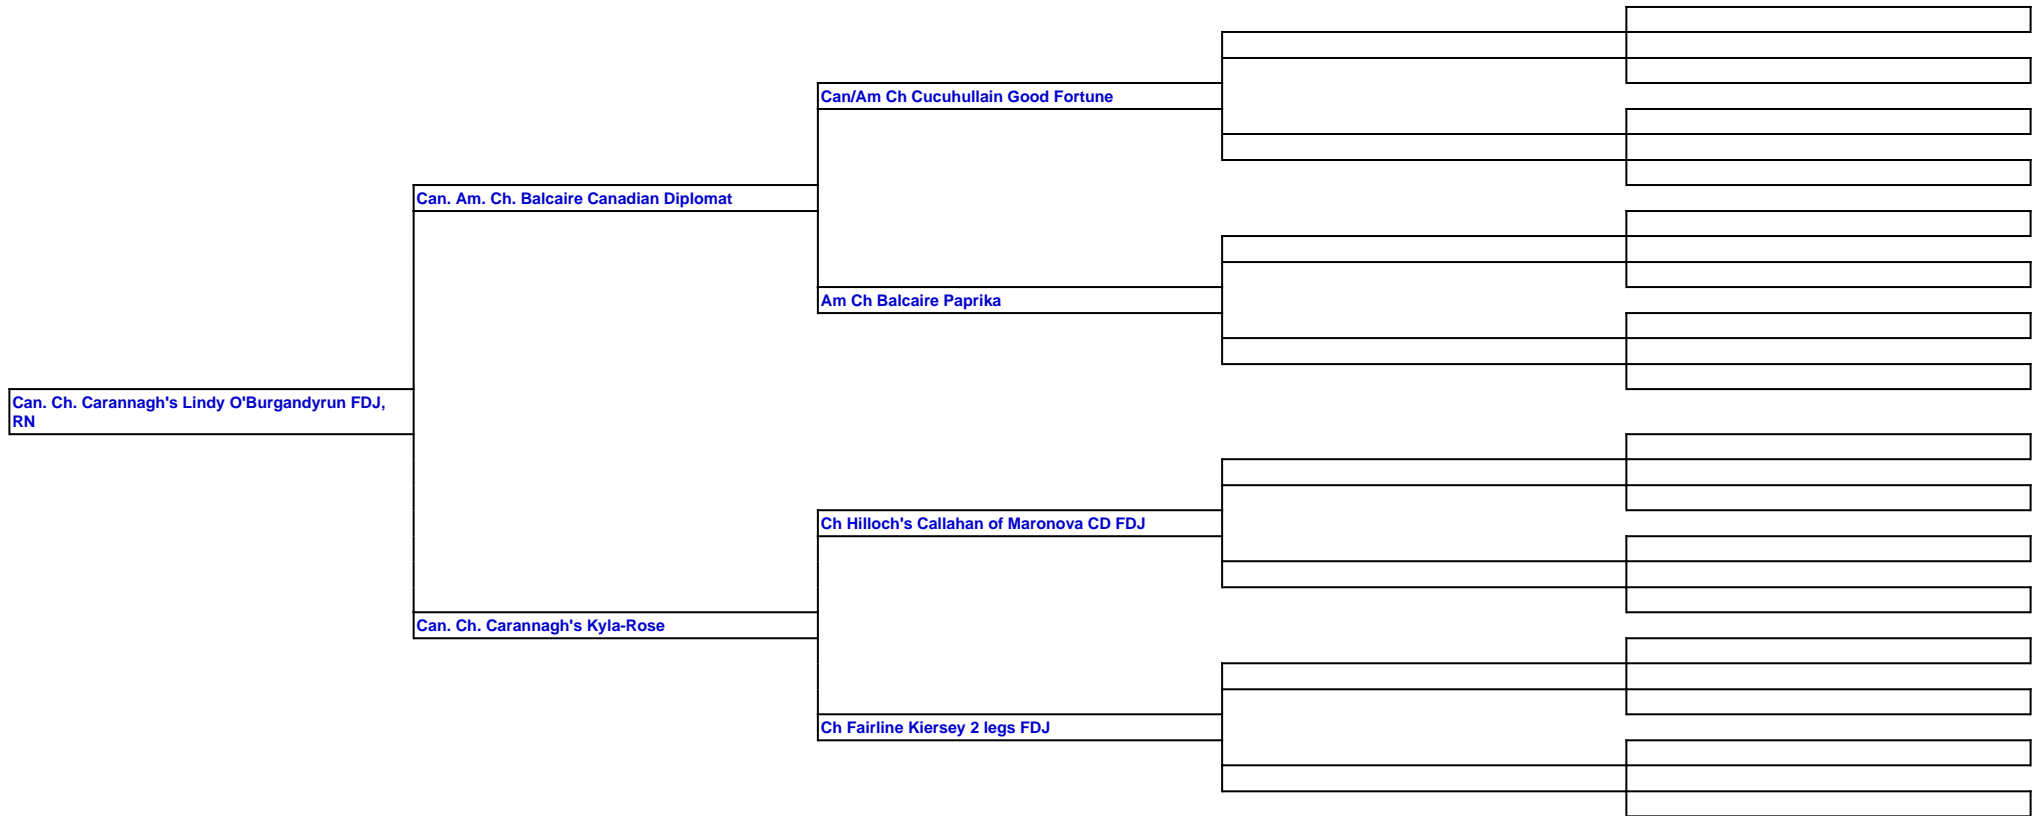 Can/Am Ch Cucuhullain Good Fortune
Can. Am. Ch. Balcaire Canadian Diplomat
Am Ch Balcaire Paprika
Can. Ch. Carannagh's Lindy O'Burgandyrun FDJ,
RN
Ch Hilloch's Callahan of Maronova CD FDJ
Can. Ch. Carannagh's Kyla-Rose
Ch Fairline Kiersey 2 legs FDJ